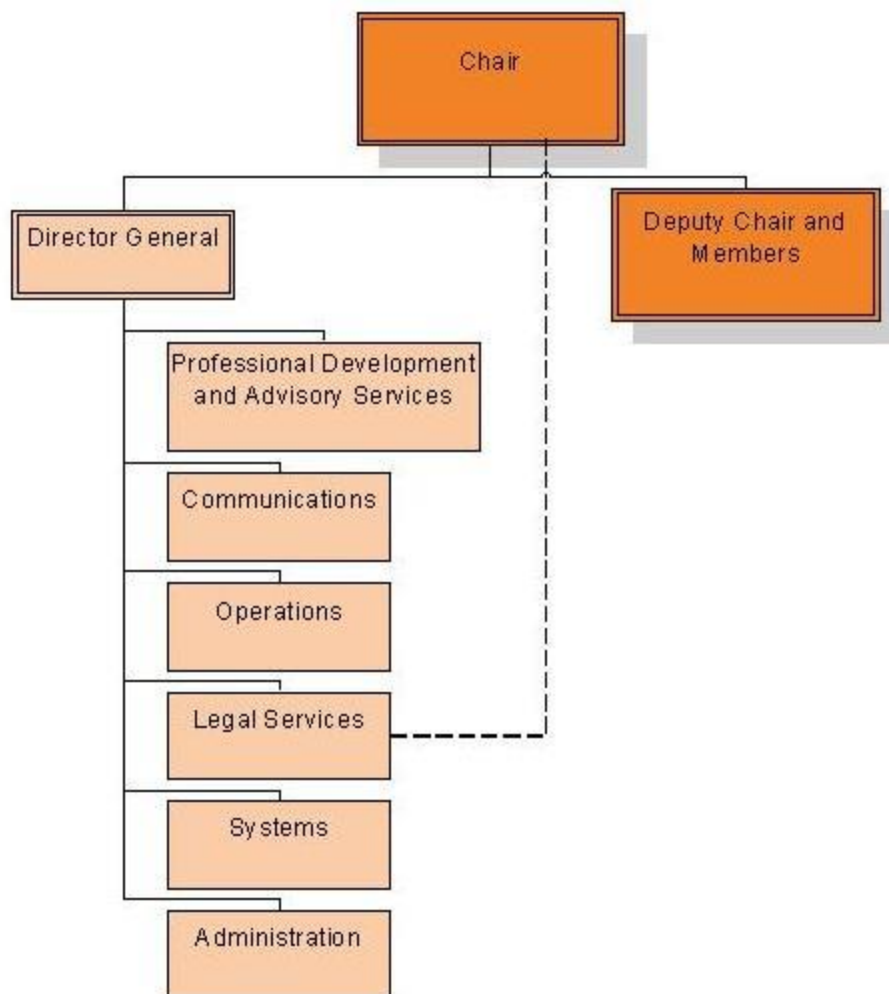 Chair
Director General
Deputy Chair and
Members
Professional Development
and Advisory Services
Communications
Operations
Legal Services
Systems
Administration